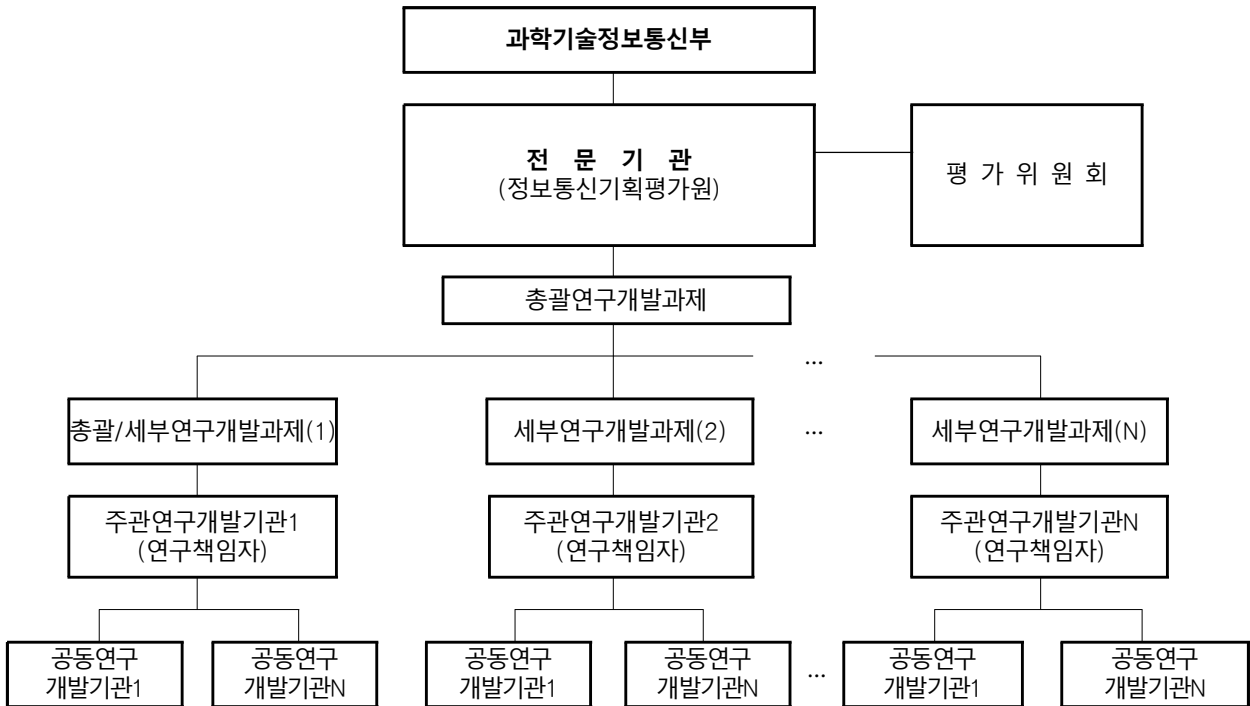 과학기술정보통신부
전 문 기 관
(정보통신기획평가원)
평 가 위 원 회
총괄연구개발과제
...
총괄/세부연구개발과제(1)
세부연구개발과제(2)
...
세부연구개발과제(N)
주관연구개발기관1
(연구책임자)
주관연구개발기관2
(연구책임자)
주관연구개발기관N
(연구책임자)
공동연구
개발기관1
공동연구
개발기관N
공동연구
개발기관1
공동연구
개발기관N
...
공동연구
개발기관1
공동연구
개발기관N